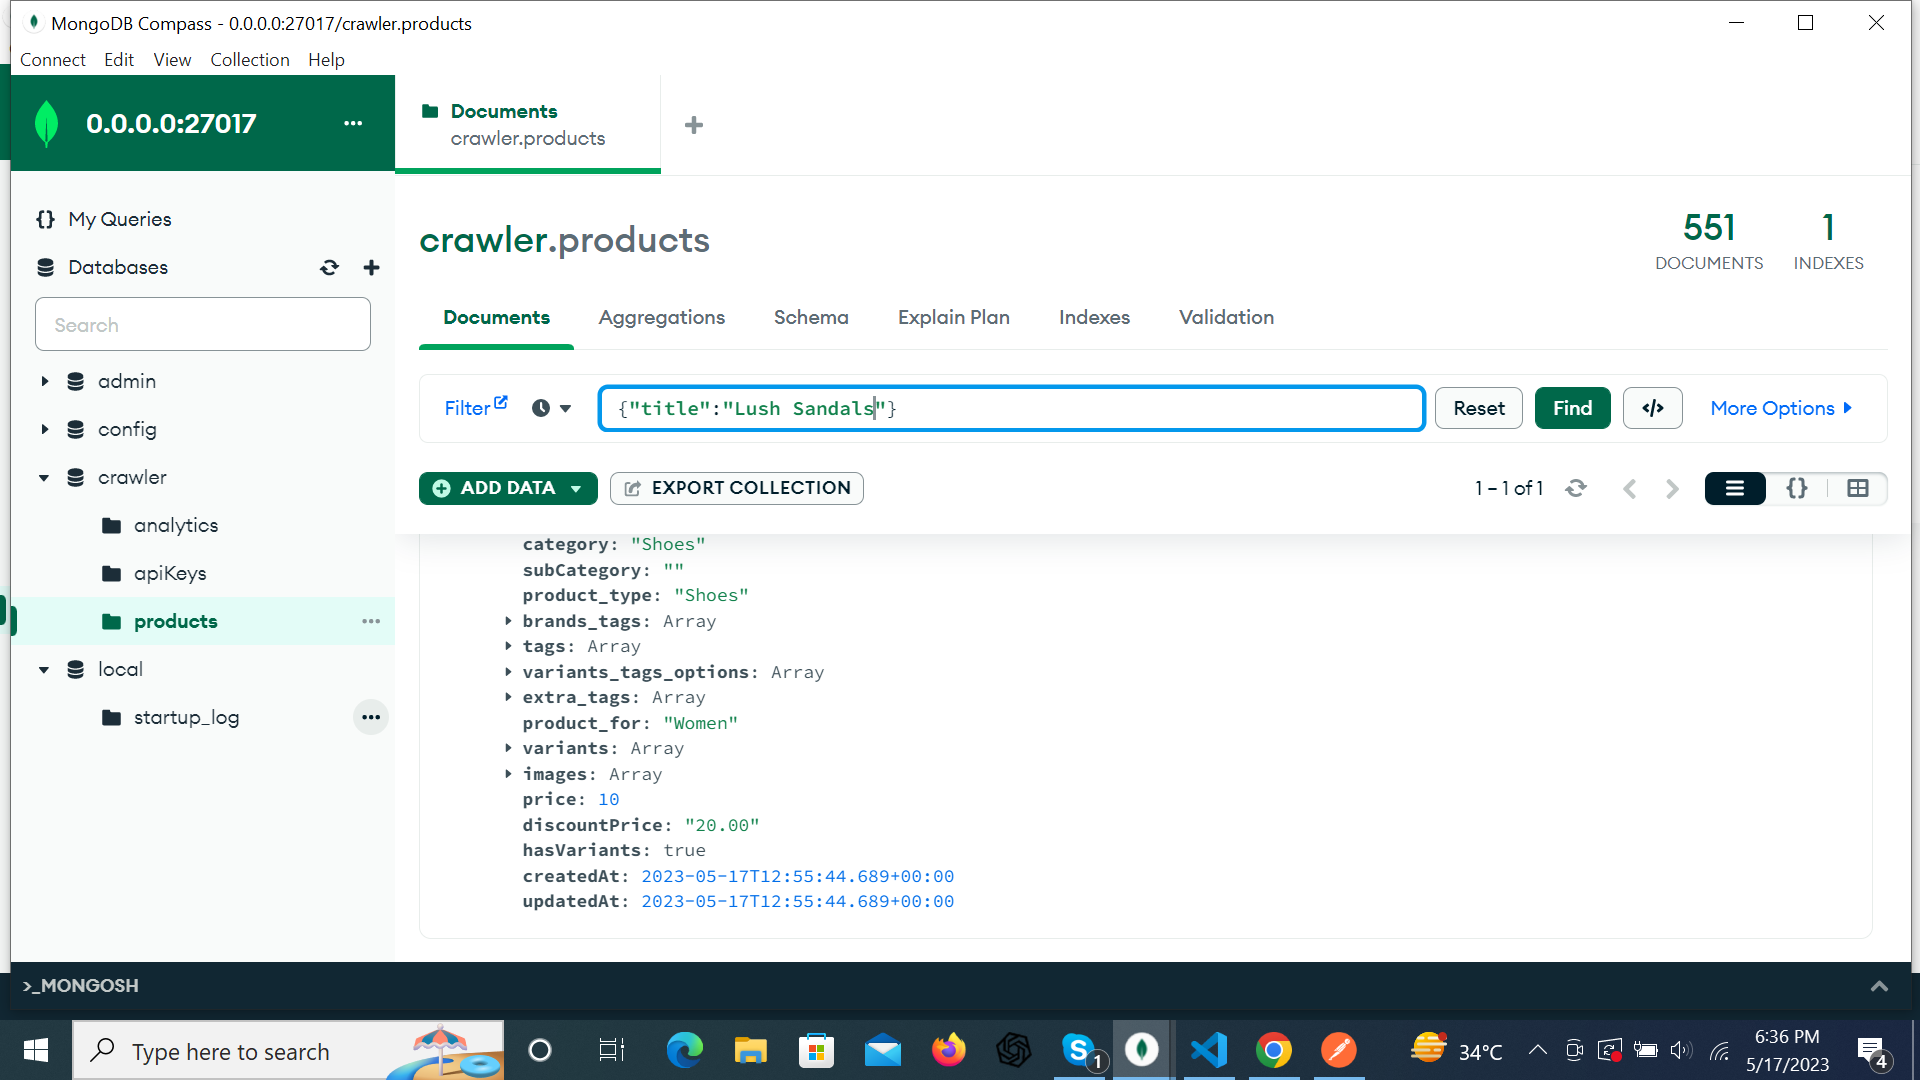 MongoDB Compass - 0.0.0.0:27017/crawler.products
Connect Edit View Collection Help
0.0.0.0:27017 ...
Documents
crawler.products
+
{} My Queries
Databases
Search
admin
config
crawler
analytics
apiKeys
products ...
local
startup_log ...
crawler.products
551
DOCUMENTS
1
INDEXES
Documents Aggregations Schema Explain Plan Indexes Validation
Filter {"title":"Lush Sandals"} Reset Find </> More Options
ADD DATA EXPORT COLLECTION 1 – 1 of 1 {}
category: "Shoes"
subCategory: ""
product_type: "Shoes"
brands_tags: Array
tags: Array
variants_tags_options: Array
extra_tags: Array
product_for: "Women"
variants: Array
images: Array
price: 10
discountPrice: "20.00"
hasVariants: true
createdAt: 2023-05-17T12:55:44.689+00:00
updatedAt: 2023-05-17T12:55:44.689+00:00
>_MONGOSH
Type here to search
S 1
34°C
6:36 PM
5/17/2023
4